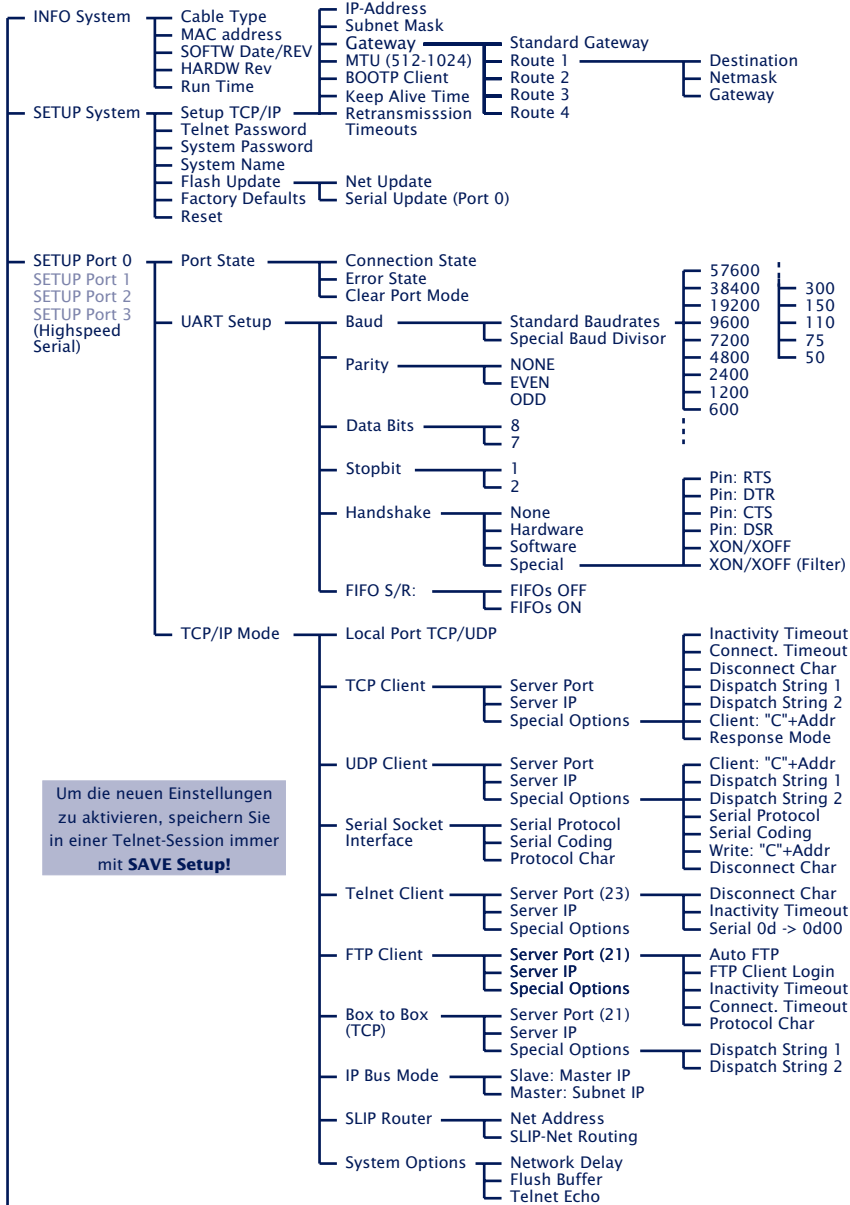 INFO System
Cable Type
MAC address
SOFTW Date/REV
HARDW Rev
Run Time
SETUP System
Setup TCP/IP
IP-Address
Subnet Mask
Gateway
Standard Gateway
Route 1
Destination
Netmask
Gateway
Route 2
Route 3
Route 4
MTU (512-1024)
BOOTP Client
Keep Alive Time
Retransmisssion
Timeouts
Telnet Password
System Password
System Name
Flash Update
Net Update
Serial Update (Port 0)
Factory Defaults
Reset
SETUP Port 0
SETUP Port 1
SETUP Port 2
SETUP Port 3
(Highspeed
Serial)
Port State
Connection State
Error State
Clear Port Mode
UART Setup
Baud
Standard Baudrates
57600
38400
19200
9600
7200
4800
2400
1200
600
300
150
110
75
50
Special Baud Divisor
Parity
NONE
EVEN
ODD
Data Bits
8
7
Stopbit
1
2
Handshake
None
Hardware
Software
Special
Pin: RTS
Pin: DTR
Pin: CTS
Pin: DSR
XON/XOFF
XON/XOFF (Filter)
FIFO S/R:
FIFOs OFF
FIFOs ON
TCP/IP Mode
Local Port TCP/UDP
TCP Client
Server Port
Server IP
Special Options
Inactivity Timeout
Connect. Timeout
Disconnect Char
Dispatch String 1
Dispatch String 2
Client: "C"+Addr
Response Mode
UDP Client
Server Port
Server IP
Special Options
Client: "C"+Addr
Dispatch String 1
Dispatch String 2
Serial Protocol
Serial Coding
Write: "C"+Addr
Disconnect Char
Serial Socket
Interface
Serial Protocol
Serial Coding
Protocol Char
Telnet Client
Server Port (23)
Server IP
Special Options
Disconnect Char
Inactivity Timeout
Serial 0d -> 0d00
FTP Client
Server Port (21)
Server IP
Special Options
Auto FTP
FTP Client Login
Inactivity Timeout
Connect. Timeout
Protocol Char
Box to Box
(TCP)
Server Port (21)
Server IP
Special Options
Dispatch String 1
Dispatch String 2
IP Bus Mode
Slave: Master IP
Master: Subnet IP
SLIP Router
Net Address
SLIP-Net Routing
System Options
Network Delay
Flush Buffer
Telnet Echo
Um die neuen Einstellungen
zu aktivieren, speichern Sie
in einer Telnet-Session immer
mit SAVE Setup!